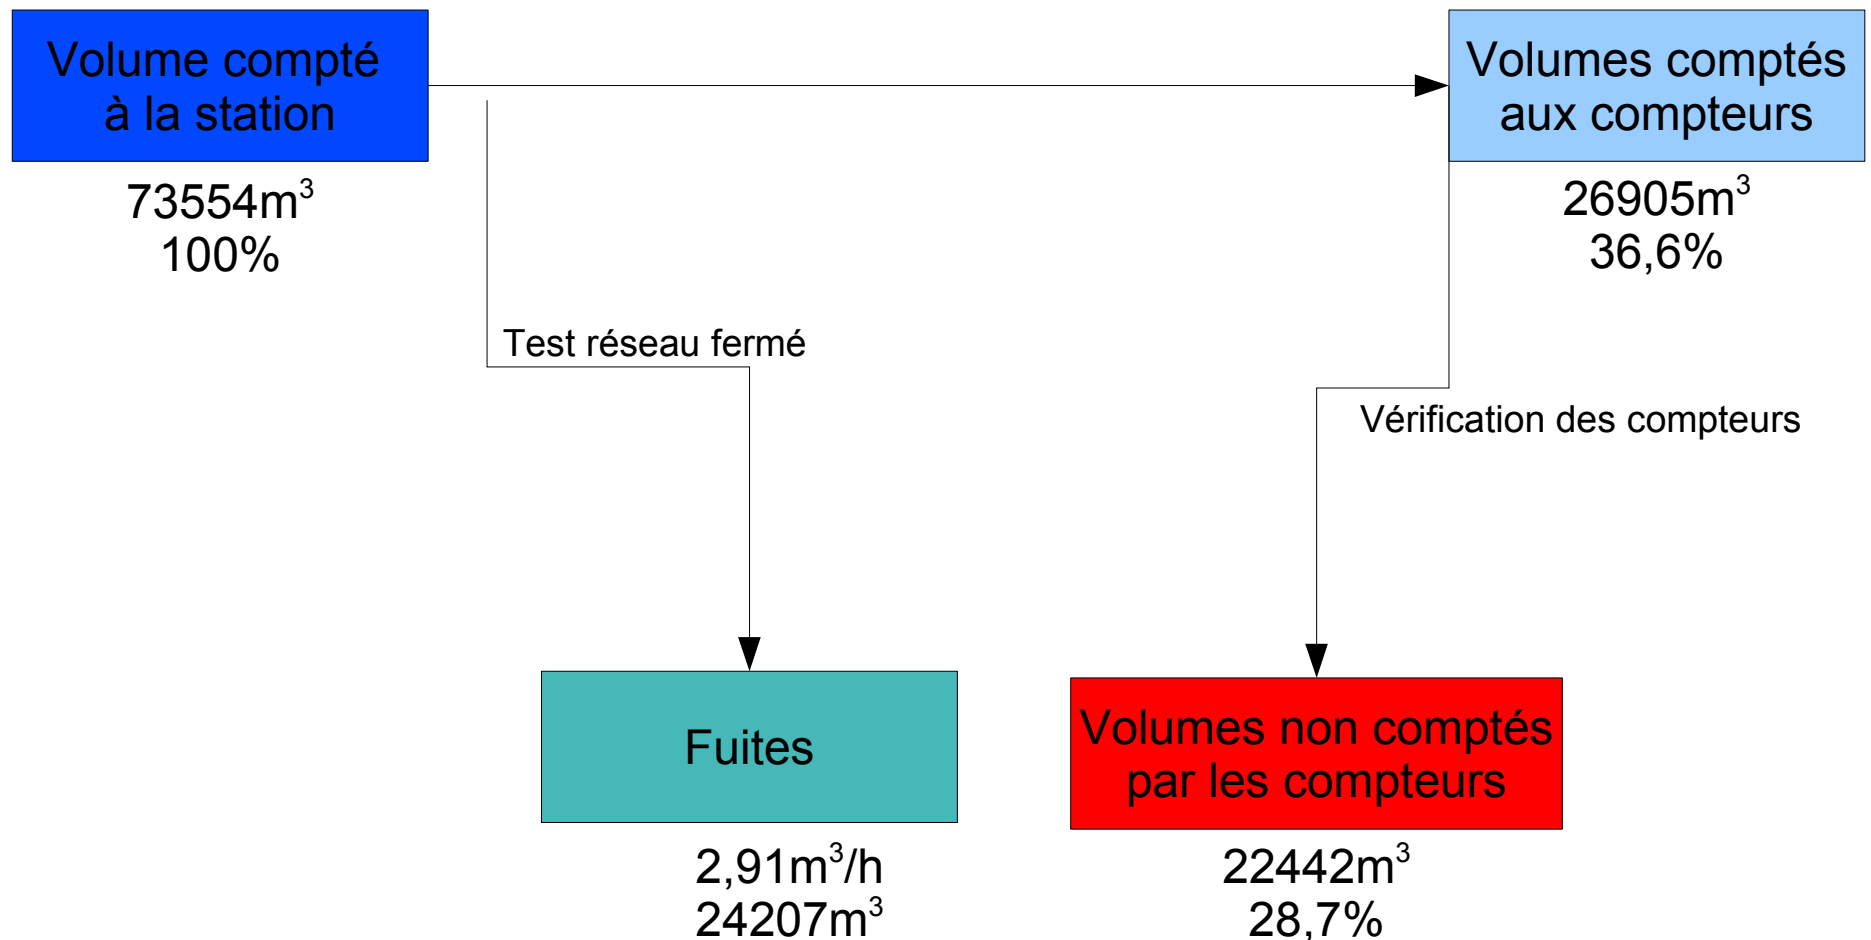 Volume compté
à la station
73554m³
100%
Volumes comptés
aux compteurs
26905m³
36,6%
Test réseau fermé
Vérification des compteurs
Fuites
2,91m³/h
24207m³
Volumes non comptés
par les compteurs
22442m³
28,7%